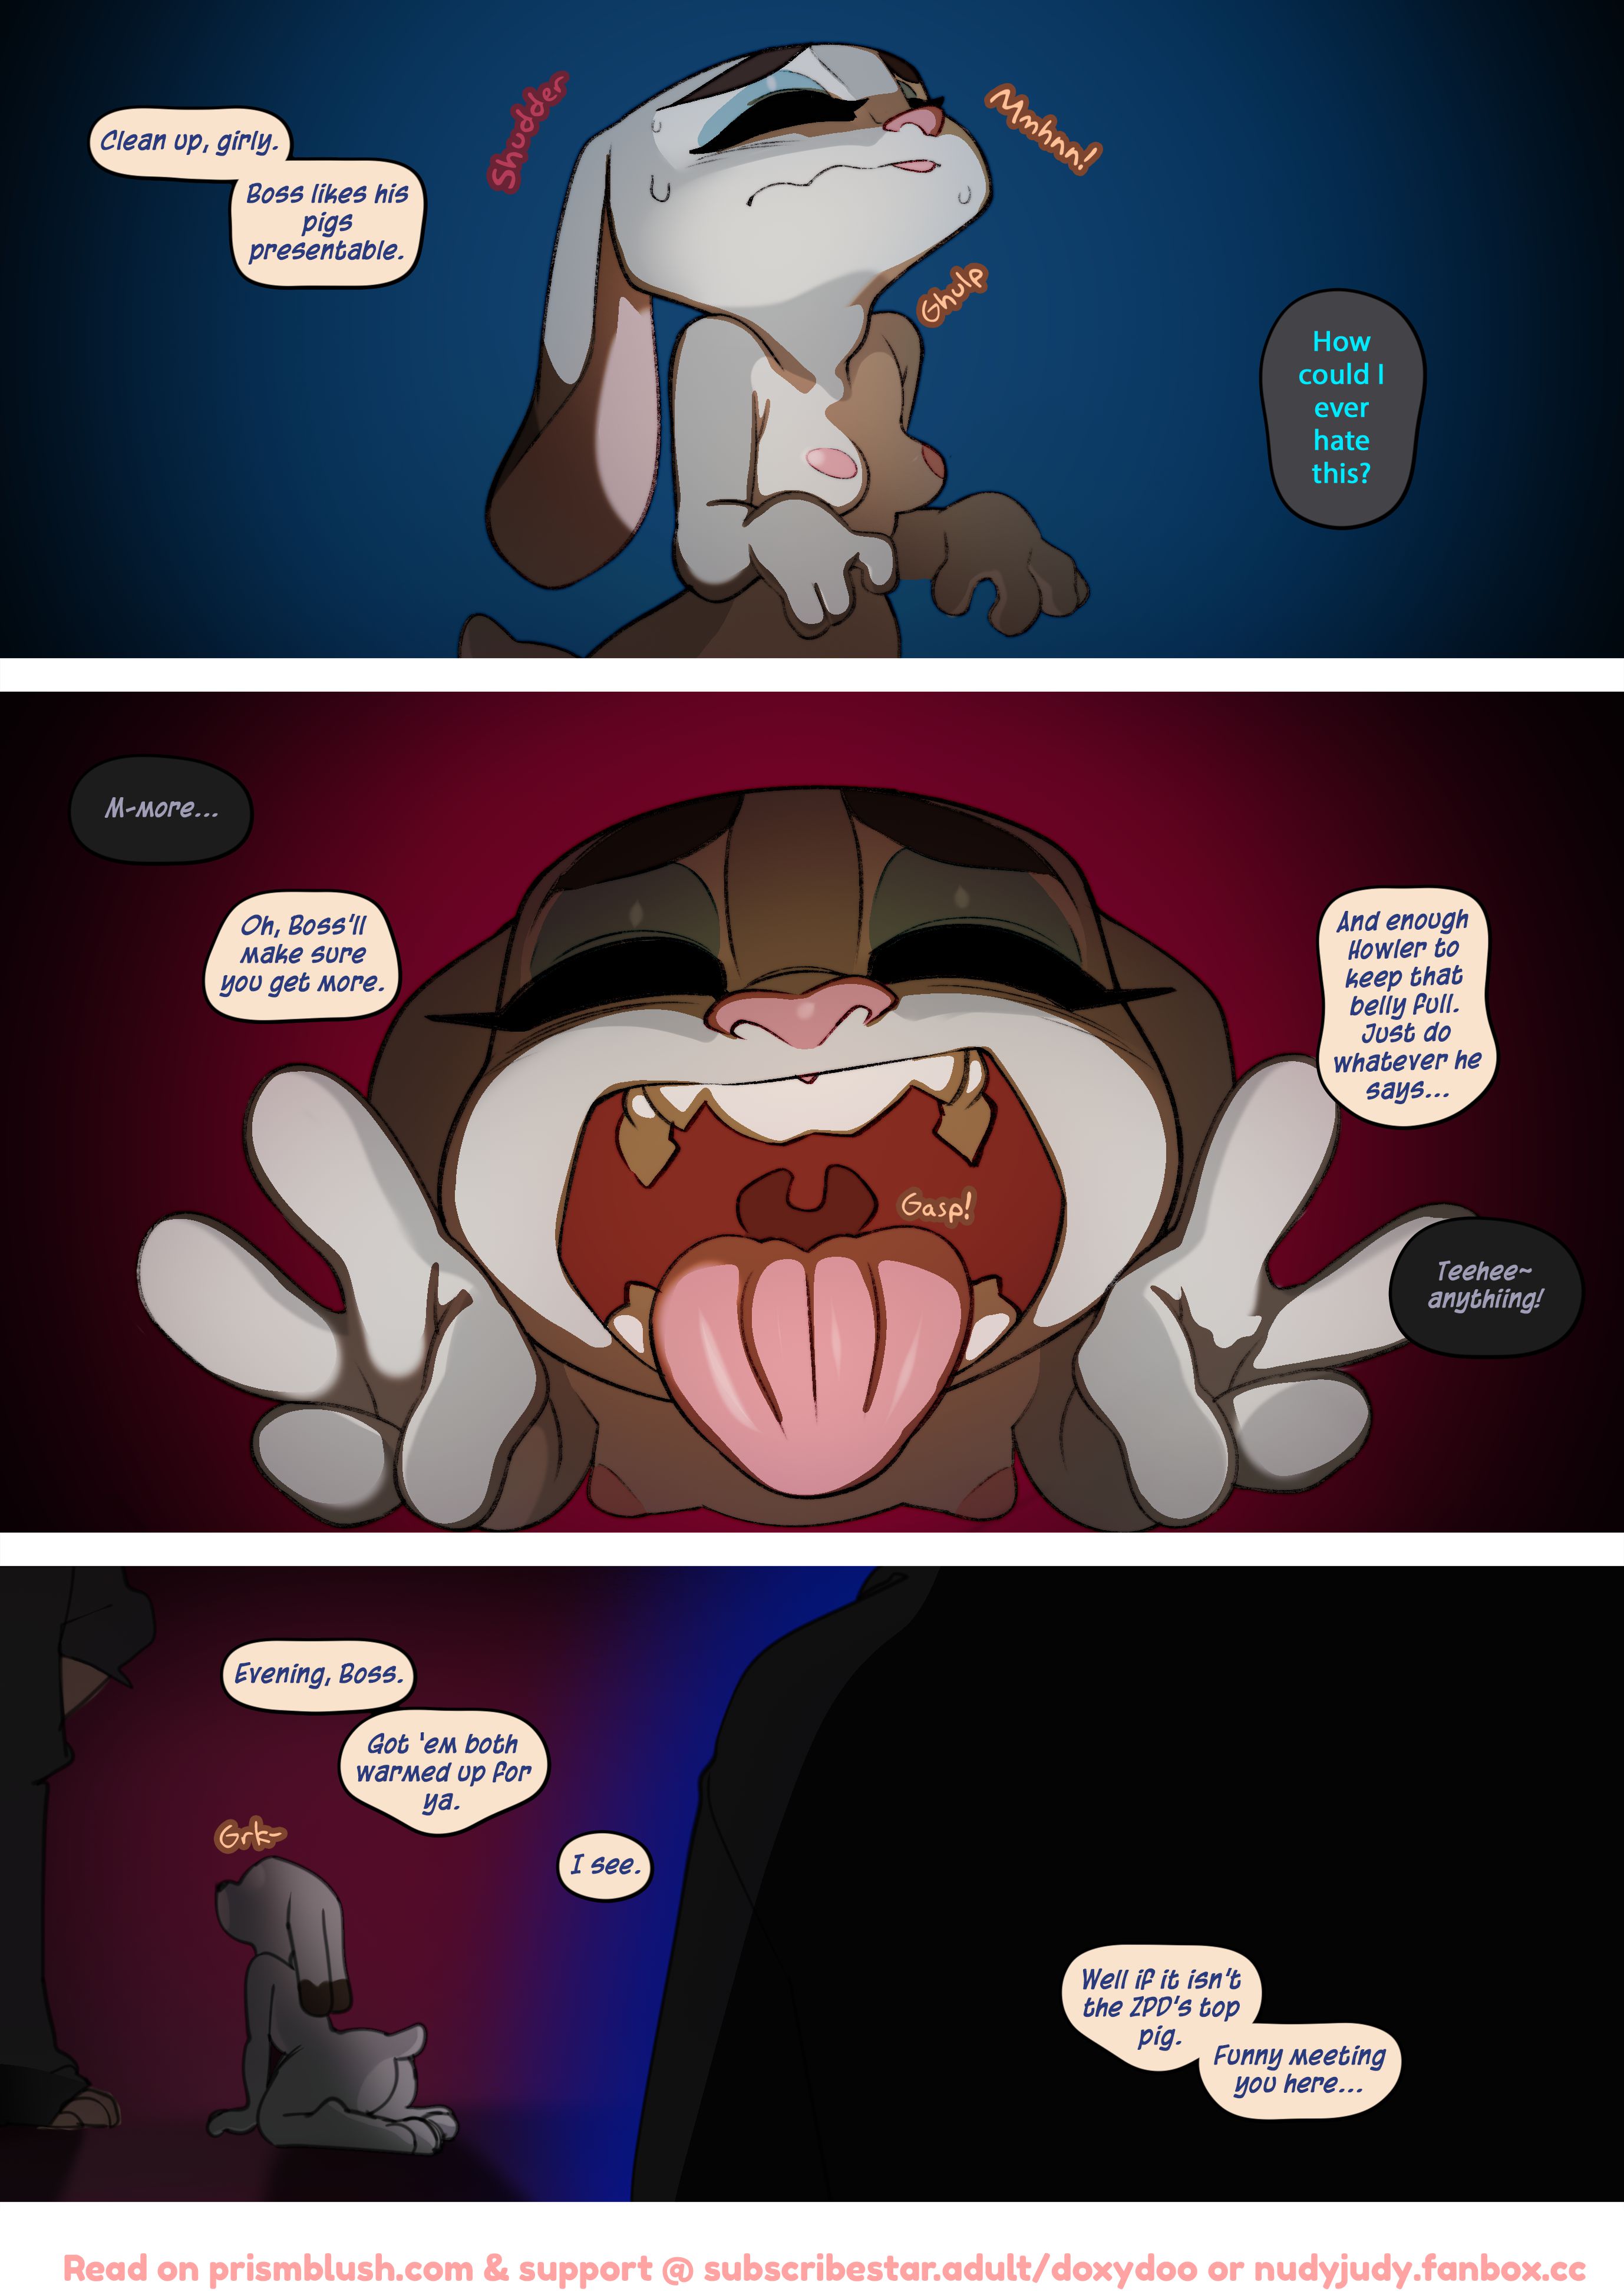 Clean up, girly.
Boss likes his
pigs
presentable.
Shudder
Mmhnn!
Ghulp
How
could I
ever
hate
this?
M-more...
Oh, Boss'll
make sure
you get more.
And enough
Howler to
keep that
belly full.
Just do
whatever he
says...
Gasp!
Teehee~
anythiing!
Evening, Boss.
Got 'em both
warmed up for
ya.
Grk-
I see.
Well if it isn't
the ZPD's top
pig.
Funny meeting
you here...
Read on prismblush.com & support @ subscribestar.adult/doxydoo or nudyjudy.fanbox.cc